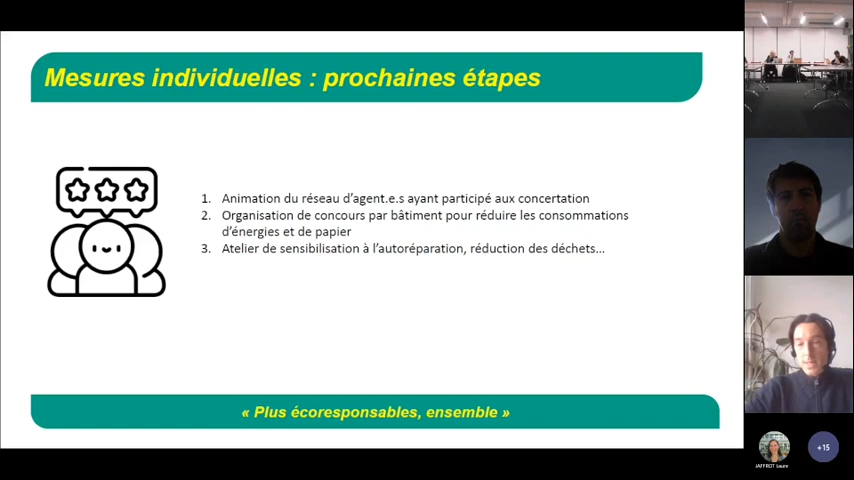 Mesures individuelles : prochaines étapes
1. Animation du réseau d'agent.e.s ayant participé aux concertation
2. Organisation de concours par bâtiment pour réduire les consommations
d'énergies et de papier
3. Atelier de sensibilisation à l'autoréparation, réduction des déchets...
« Plus écoresponsables, ensemble »
JAFFROT Laure
+15